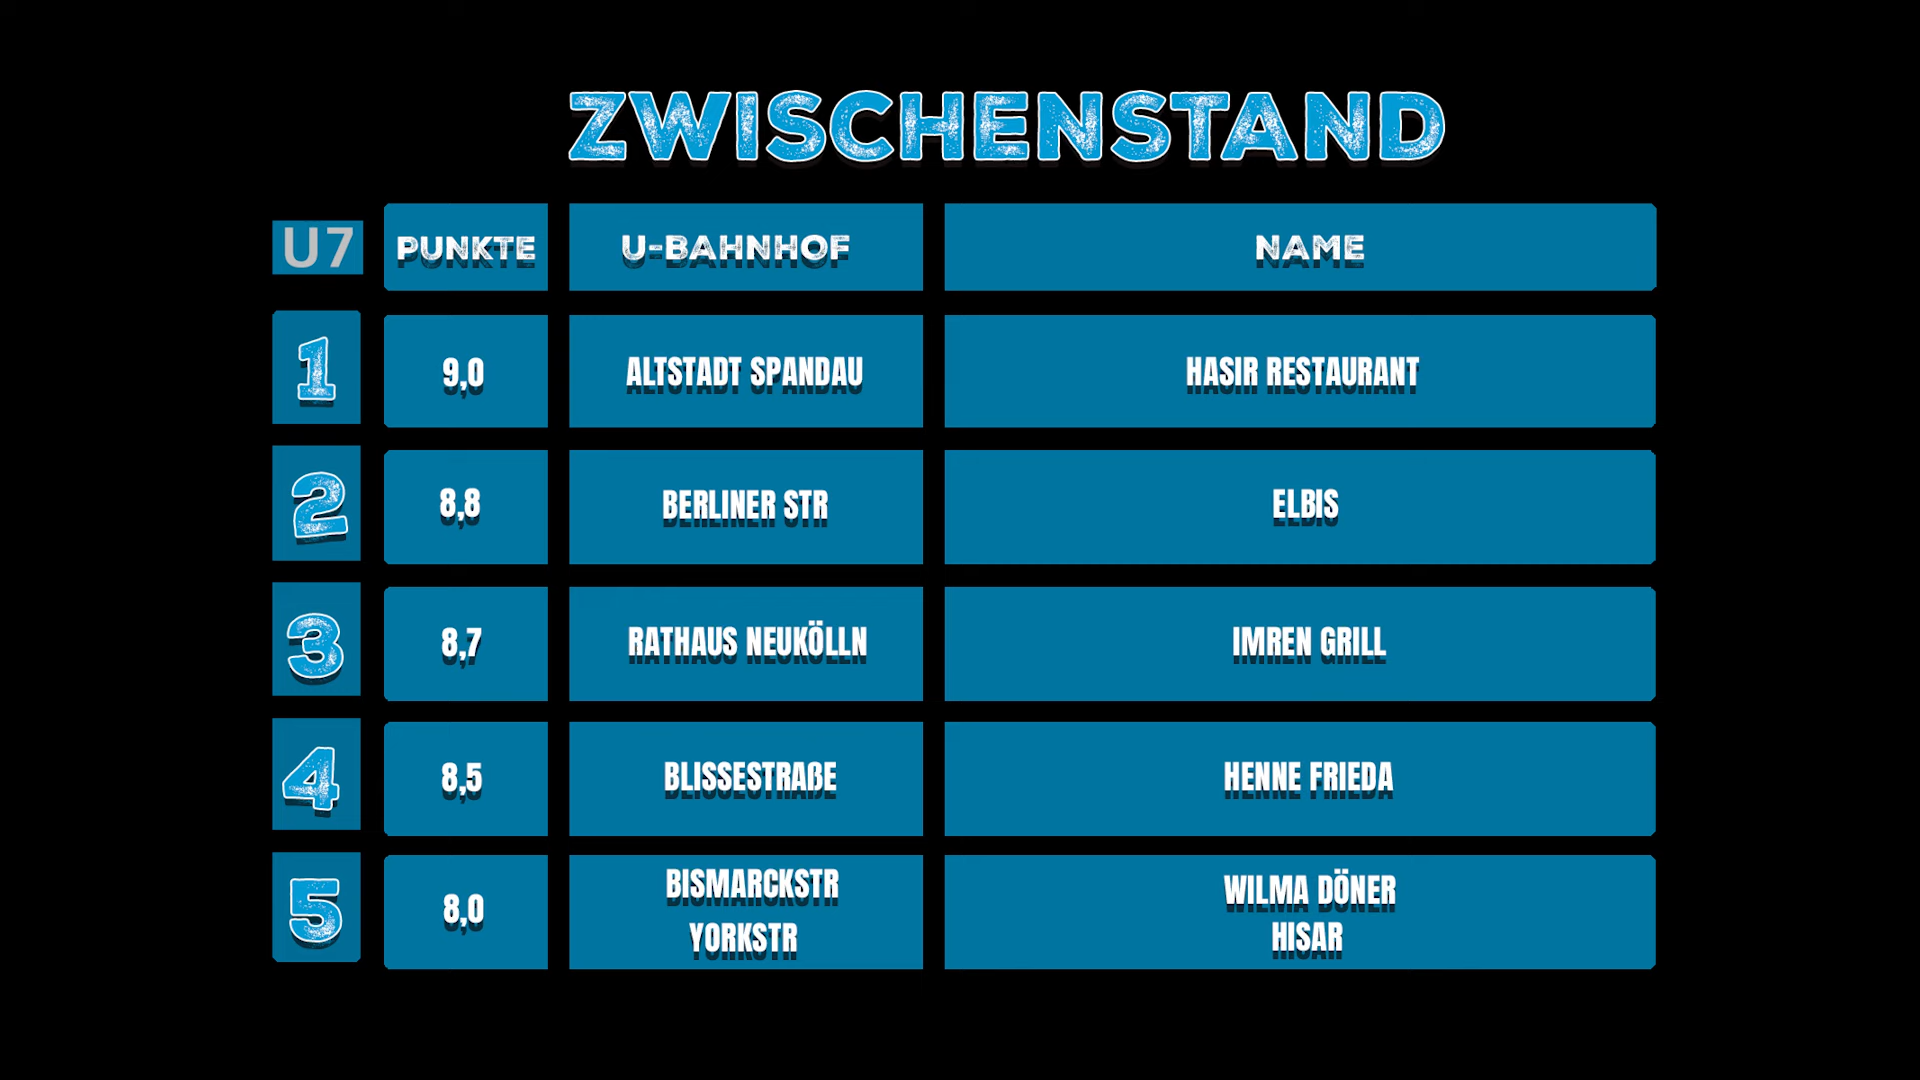 ZWISCHENSTAND
U7 PUNKTE U-BAHNHOF NAME
1 9,0 ALTSTADT SPANDAU HASIR RESTAURANT
2 8,8 BERLINER STR ELBIS
3 8,7 RATHAUS NEUKÖLLN IMREN GRILL
4 8,5 BLISSESTRAßE HENNE FRIEDA
5 8,0 BISMARCKSTR WILMA DÖNER
YORKSTR HISAR